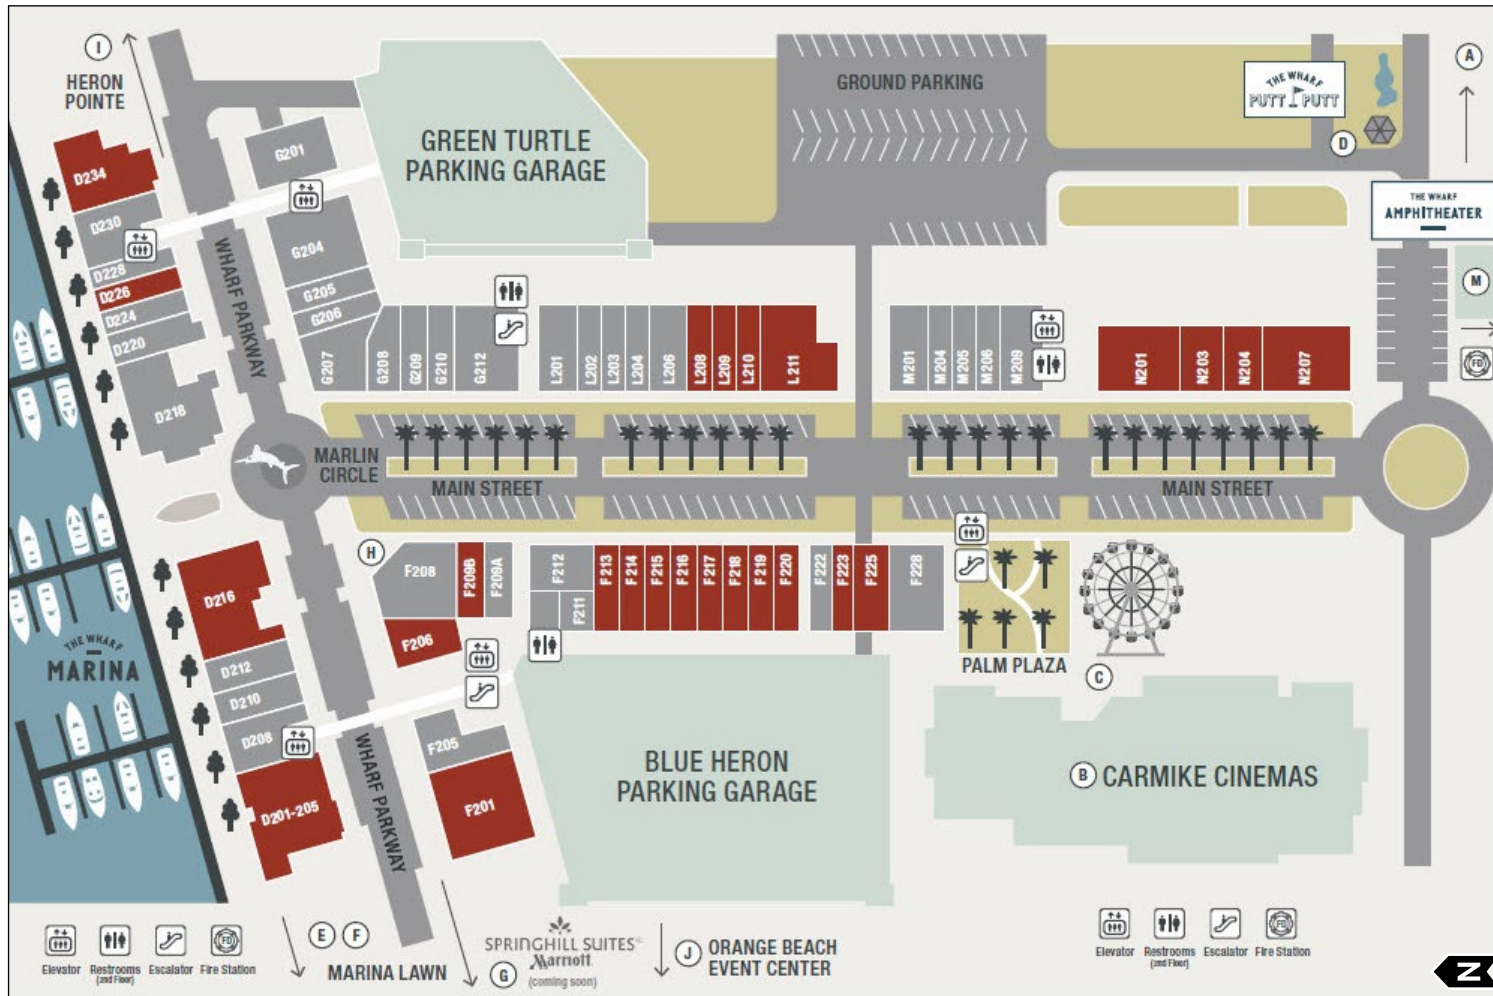 I
HERON
POINTE
GREEN TURTLE
PARKING GARAGE
GROUND PARKING
THE WHARF
PUTT PUTT
A
D
THE WHARF
AMPHITHEATER
M
FD
D234
D230
D228
D226
D224
D220
D218
G201
G204
G205
G206
G207
G208
G209
G210
G212
L201
L202
L203
L204
L206
L208
L209
L210
L211
M201
M204
M205
M206
M209
N201
N203
N204
N207
WHARF PARKWAY
MARLIN
CIRCLE
MAIN STREET
MAIN STREET
H
F208
F209B
F209A
F212
F211
F213
F214
F215
F216
F217
F218
F219
F220
F222
F223
F225
F228
F206
D216
D212
D210
D208
D201-205
F205
F201
THE WHARF
MARINA
WHARF PARKWAY
PALM PLAZA
C
BLUE HERON
PARKING GARAGE
B CARMIKE CINEMAS
Elevator
Restrooms
(2nd Floor)
Escalator
FD
Fire Station
E F
MARINA LAWN
SPRINGHILL SUITES
Marriott
G (coming soon)
J ORANGE BEACH
EVENT CENTER
Elevator
Restrooms
(2nd Floor)
Escalator
FD
Fire Station
N